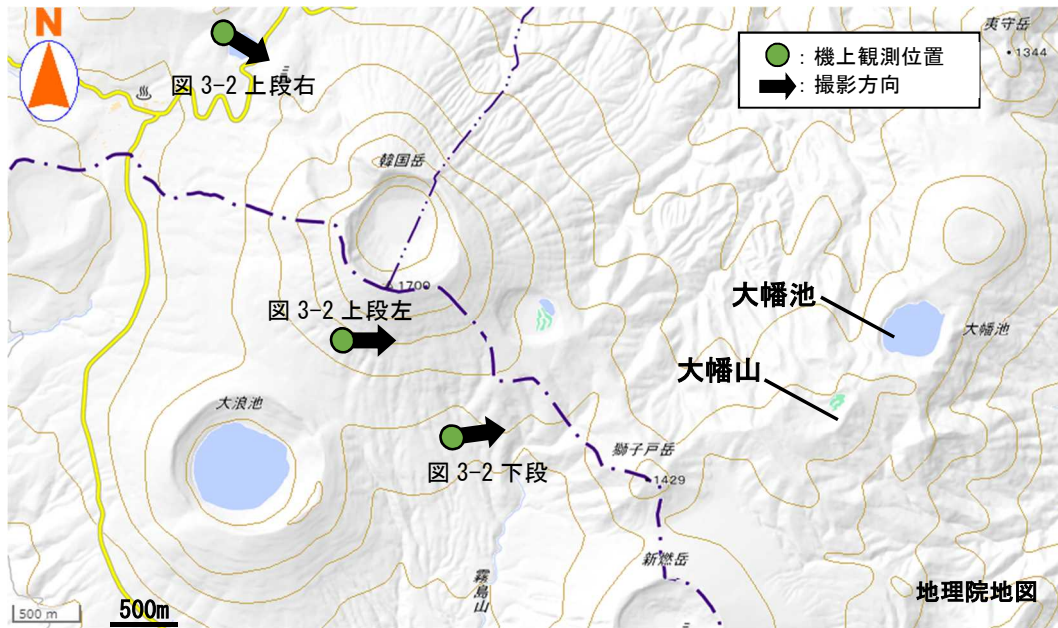 N
夷守岳
1344
：機上観測位置
：撮影方向
図 3-2 上段右
韓国岳
1700
図 3-2 上段左
大幡池
大幡池
大幡山
大浪池
獅子戸岳
1429
図 3-2 下段
新燃岳
霧島山
地理院地図
500 m
500m